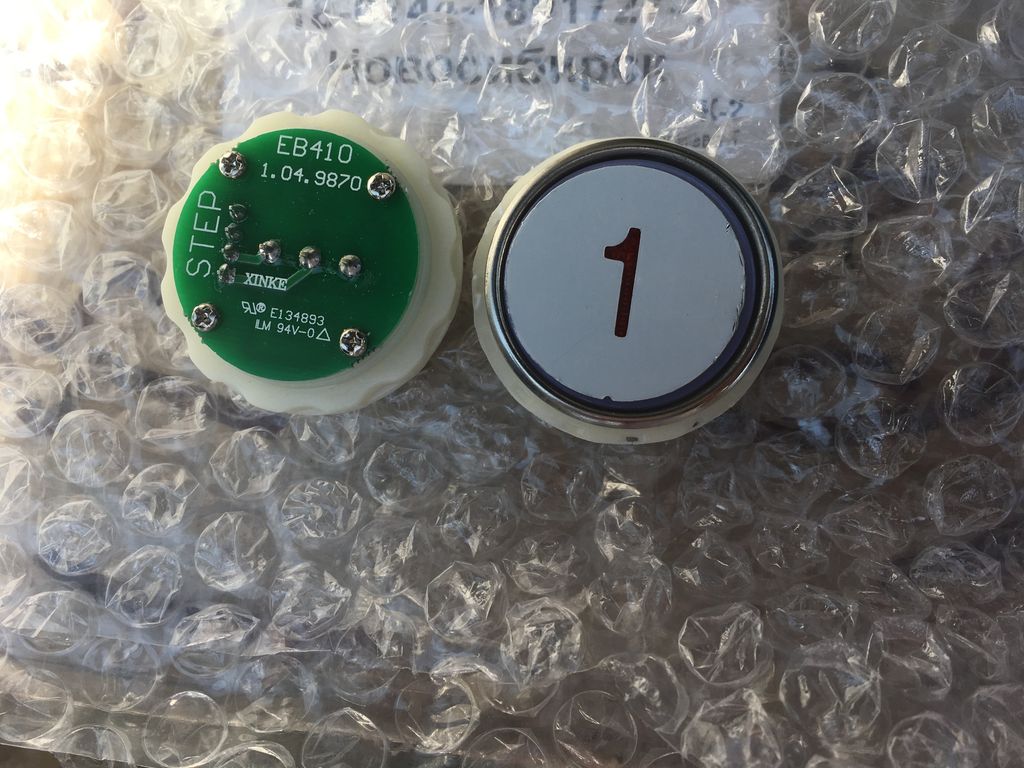 Новосибирск
EB410
1.04.9870
STEP
XINKE
E134893
ILM 94V-0
1